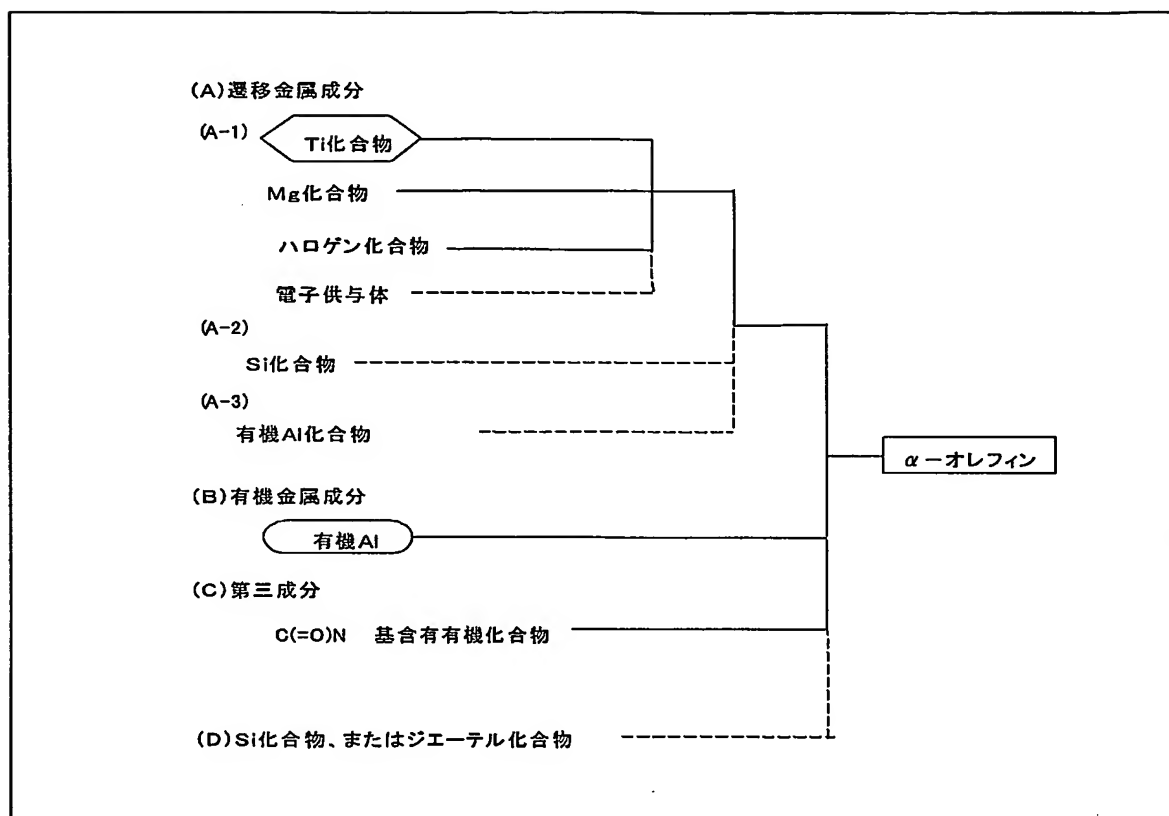 (A)遷移金属成分
(A-1) Ti化合物
Mg化合物
ハロゲン化合物
電子供与体
(A-2)
Si化合物
(A-3)
有機Al化合物
α－オレフィン
(B)有機金属成分
有機Al
(C)第三成分
C(=O)N 基含有有機化合物
(D)Si化合物、またはジエーテル化合物